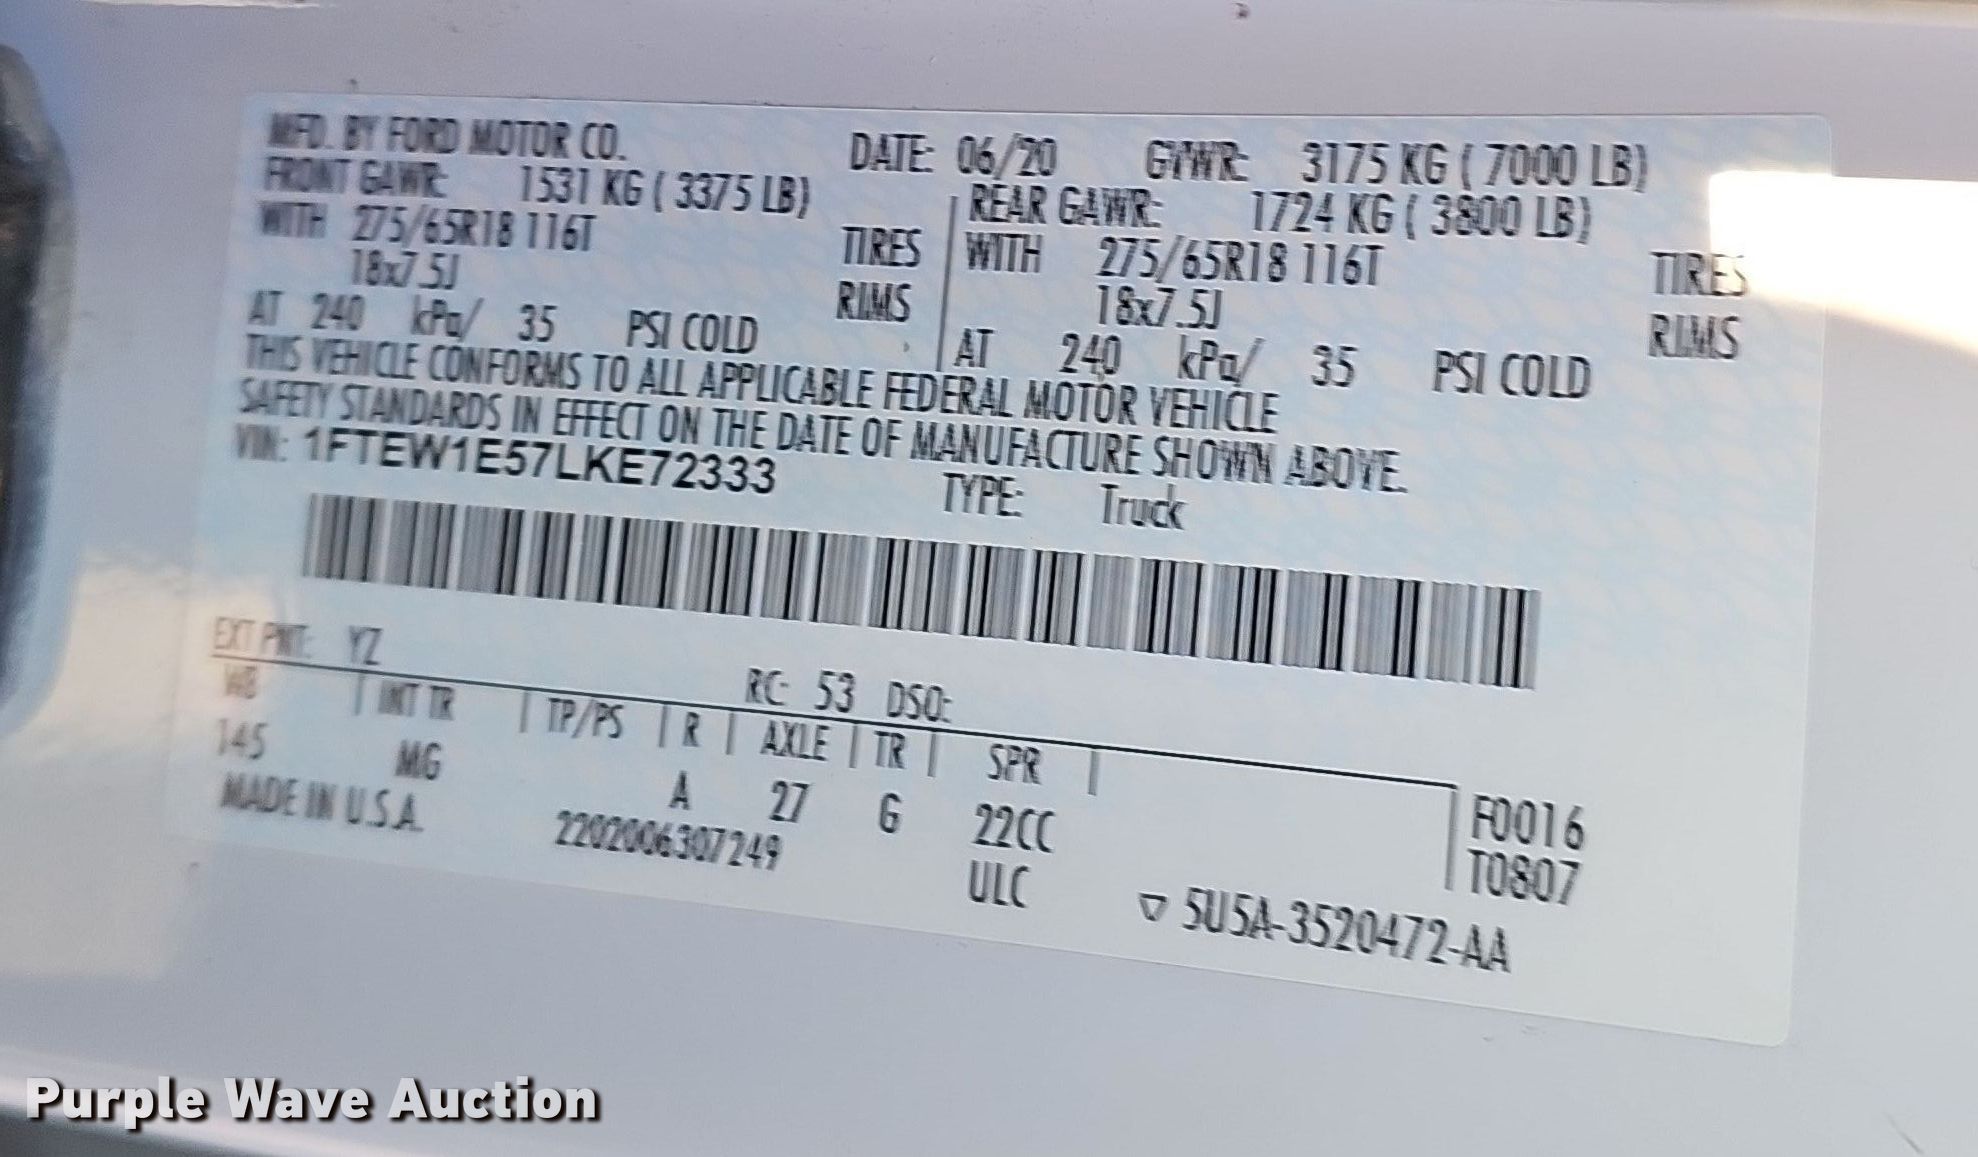 MFD. BY FORD MOTOR CO. DATE: 06/20 GVWR: 3175 KG ( 7000 LB)
FRONT GAWR: 1531 KG ( 3375 LB) REAR GAWR: 1724 KG ( 3800 LB)
WITH 275/65R18 116T TIRES WITH 275/65R18 116T TIRES
18x7.5J RIMS 18x7.5J RIMS
AT 240 kPa/ 35 PSI COLD AT 240 kPa/ 35 PSI COLD
THIS VEHICLE CONFORMS TO ALL APPLICABLE FEDERAL MOTOR VEHICLE
SAFETY STANDARDS IN EFFECT ON THE DATE OF MANUFACTURE SHOWN ABOVE.
VIN: 1FTEW1E57LKE72333 TYPE: Truck
EXT PNT: YZ RC: 53 DSO:
WB INT TR TP/PS R AXLE TR SPR
145 MG A 27 G 22CC F0016
MADE IN U.S.A. 2202006307249 ULC T0807
▽ 5U5A-3520472-AA
Purple Wave Auction